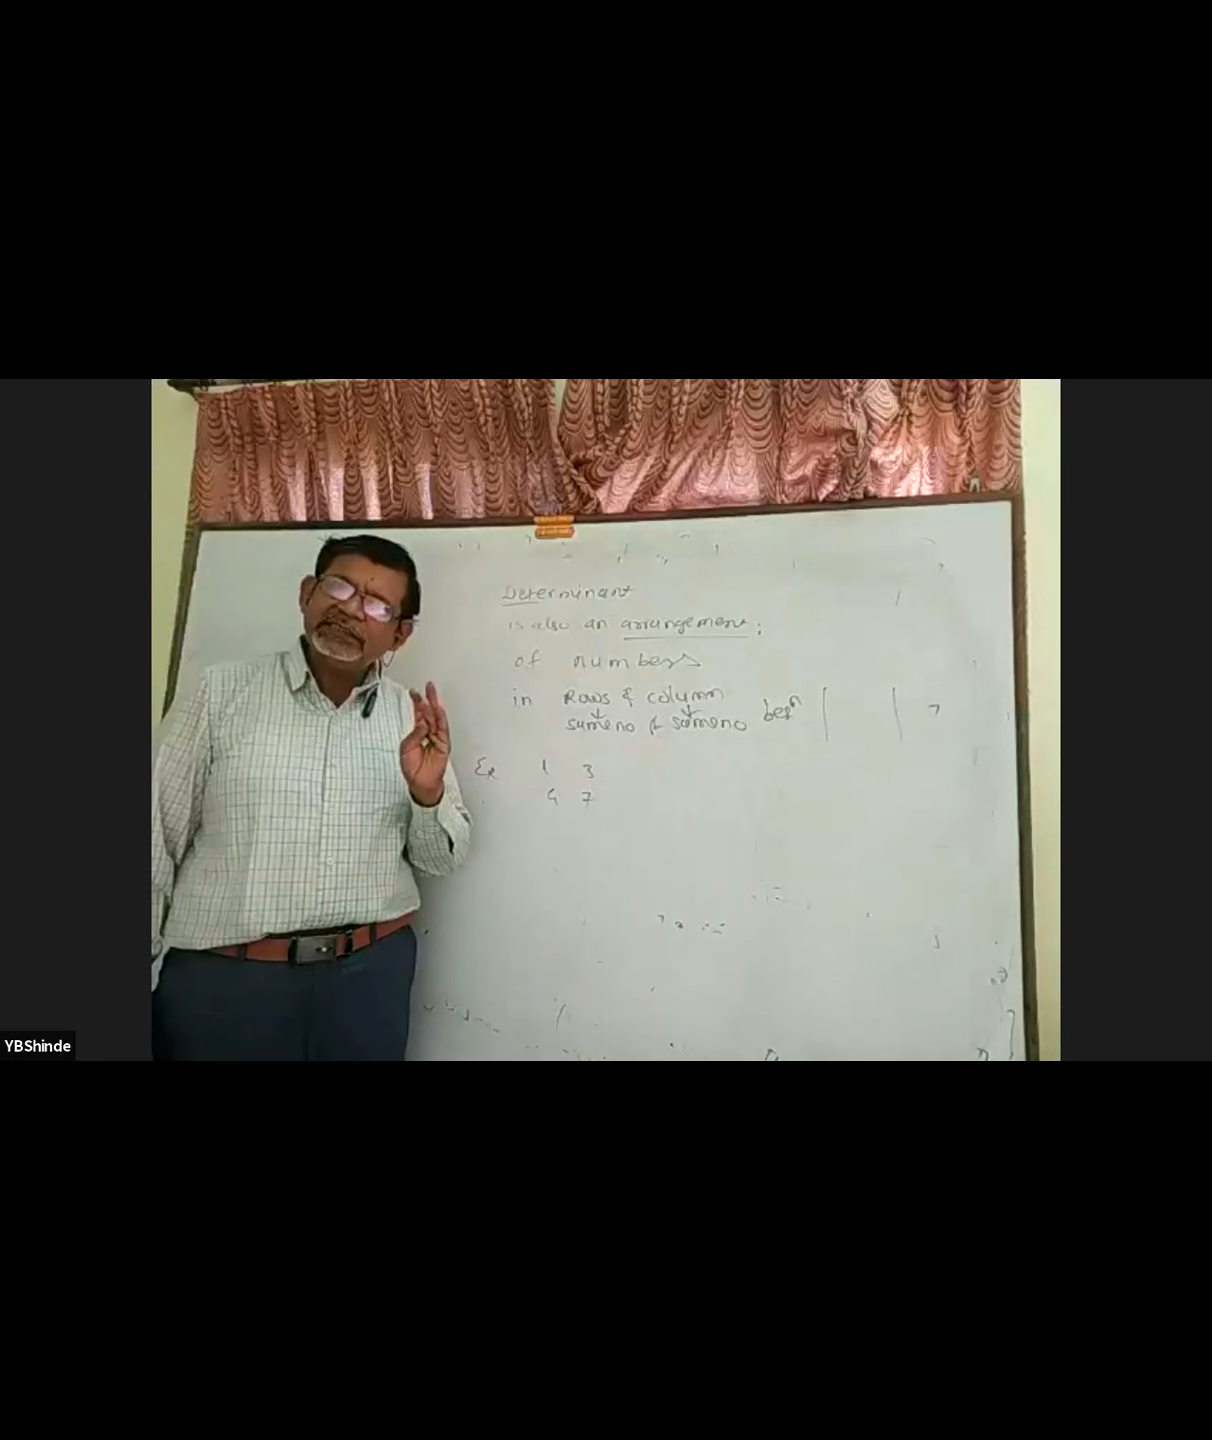 Determinant
is also an arrangement;
of numbers
in Rows & column betn | |
same no & same no
Ex 1 3
4 7
YBShinde